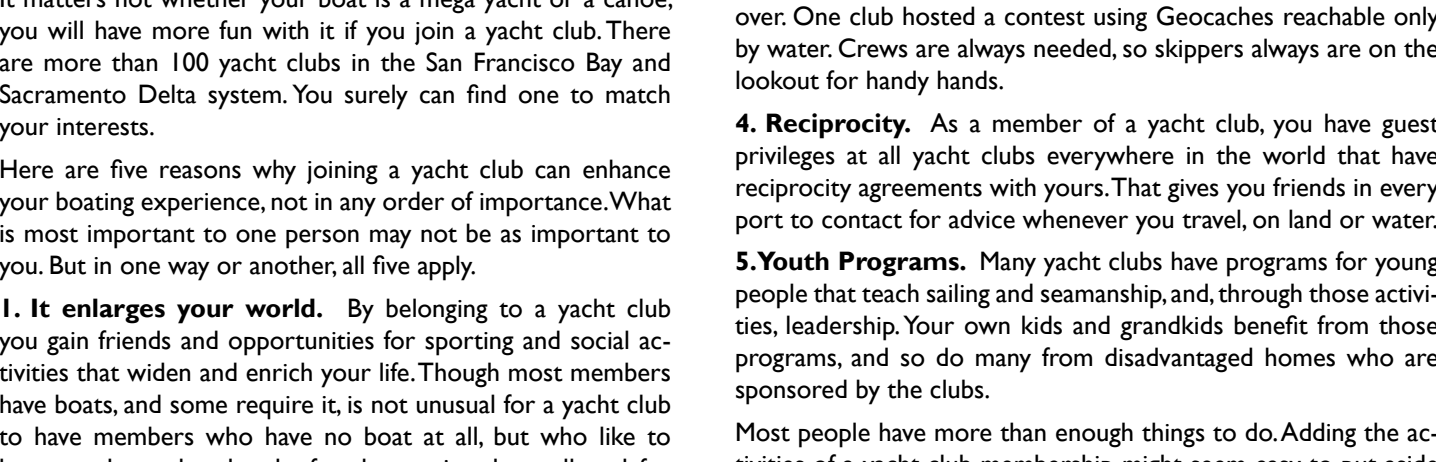 It matters not whether your boat is a mega yacht or a canoe,
you will have more fun with it if you join a yacht club. There
are more than 100 yacht clubs in the San Francisco Bay and
Sacramento Delta system. You surely can find one to match
your interests.
Here are five reasons why joining a yacht club can enhance
your boating experience, not in any order of importance. What
is most important to one person may not be as important to
you. But in one way or another, all five apply.
1. It enlarges your world. By belonging to a yacht club
you gain friends and opportunities for sporting and social ac-
tivities that widen and enrich your life. Though most members
have boats, and some require it, is not unusual for a yacht club
to have members who have no boat at all, but who like to
over. One club hosted a contest using Geocaches reachable only
by water. Crews are always needed, so skippers always are on the
lookout for handy hands.
4. Reciprocity. As a member of a yacht club, you have guest
privileges at all yacht clubs everywhere in the world that have
reciprocity agreements with yours. That gives you friends in every
port to contact for advice whenever you travel, on land or water.
5. Youth Programs. Many yacht clubs have programs for young
people that teach sailing and seamanship, and, through those activi-
ties, leadership. Your own kids and grandkids benefit from those
programs, and so do many from disadvantaged homes who are
sponsored by the clubs.
Most people have more than enough things to do. Adding the ac-
tivities of a yacht club membership might seem easy to put aside